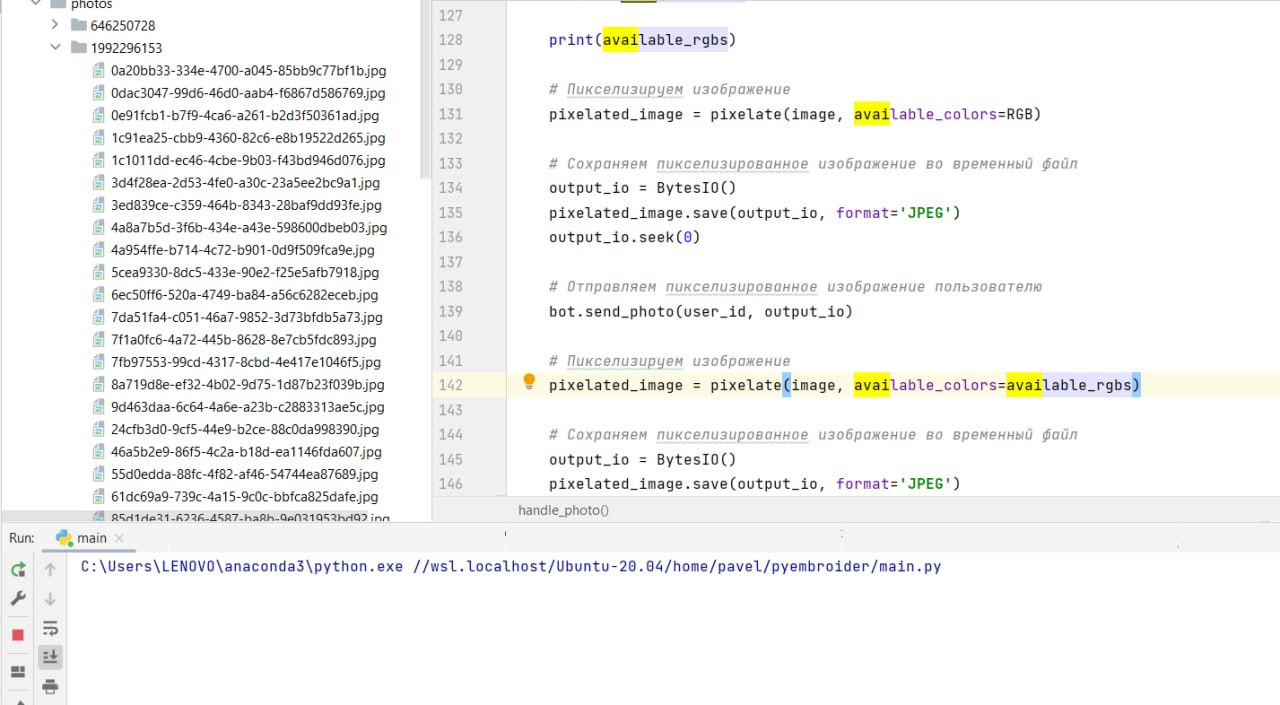 photos
646250728
1992296153
0a20bb33-334e-4700-a045-85bb9c77bf1b.jpg
0dac3047-99d6-46d0-aab4-f6867d586769.jpg
0e91fcb1-b7f9-4ca6-a261-b2d3f50361ad.jpg
1c91ea25-cbb9-4360-82c6-e8b19522d265.jpg
1c1011dd-ec46-4cbe-9b03-f43bd946d076.jpg
3d4f28ea-2d53-4fe0-a30c-23a5ee2bc9a1.jpg
3ed839ce-c359-464b-8343-28baf9dd93fe.jpg
4a8a7b5d-3f6b-434e-a43e-598600dbeb03.jpg
4a954ffe-b714-4c72-b901-0d9f509fca9e.jpg
5cea9330-8dc5-433e-90e2-f25e5afb7918.jpg
6ec50ff6-520a-4749-ba84-a56c6282eceb.jpg
7da51fa4-c051-46a7-9852-3d73bfdb5a73.jpg
7f1a0fc6-4a72-445b-8628-8e7cb5fdc893.jpg
7fb97553-99cd-4317-8cbd-4e417e1046f5.jpg
8a719d8e-ef32-4b02-9d75-1d87b23f039b.jpg
9d463daa-6c64-4a6e-a23b-c2883313ae5c.jpg
24cfb3d0-9cf5-44e9-b2ce-88c0da998390.jpg
46a5b2e9-86f5-4c2a-b18d-ea1146fda607.jpg
55d0edda-88fc-4f82-af46-54744ea87689.jpg
61dc69a9-739c-4a15-9c0c-bbfca825dafe.jpg
85d1de31-6236-4587-ba8b-9e031953bd92.jpg
127
128 print(available_rgbs)
129
130 # Пикселизируем изображение
131 pixelated_image = pixelate(image, available_colors=RGB)
132
133 # Сохраняем пикселизированное изображение во временный файл
134 output_io = BytesIO()
135 pixelated_image.save(output_io, format='JPEG')
136 output_io.seek(0)
137
138 # Отправляем пикселизированное изображение пользователю
139 bot.send_photo(user_id, output_io)
140
141 # Пикселизируем изображение
142 pixelated_image = pixelate(image, available_colors=available_rgbs)
143
144 # Сохраняем пикселизированное изображение во временный файл
145 output_io = BytesIO()
146 pixelated_image.save(output_io, format='JPEG')
handle_photo()
Run: main
C:\Users\LENOVO\anaconda3\python.exe //wsl.localhost/Ubuntu-20.04/home/pavel/pyembroider/main.py